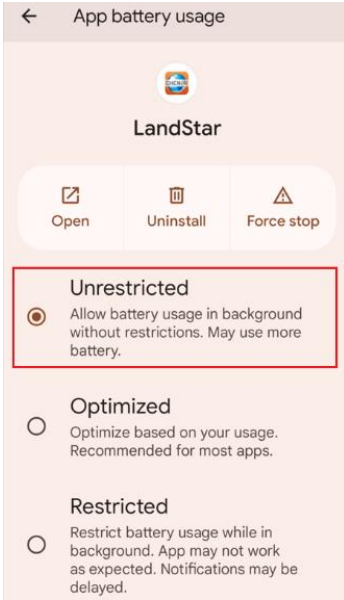 App battery usage
LandStar
Open Uninstall Force stop
Unrestricted
Allow battery usage in background
without restrictions. May use more
battery.
Optimized
Optimize based on your usage.
Recommended for most apps.
Restricted
Restrict battery usage while in
background. App may not work
as expected. Notifications may be
delayed.